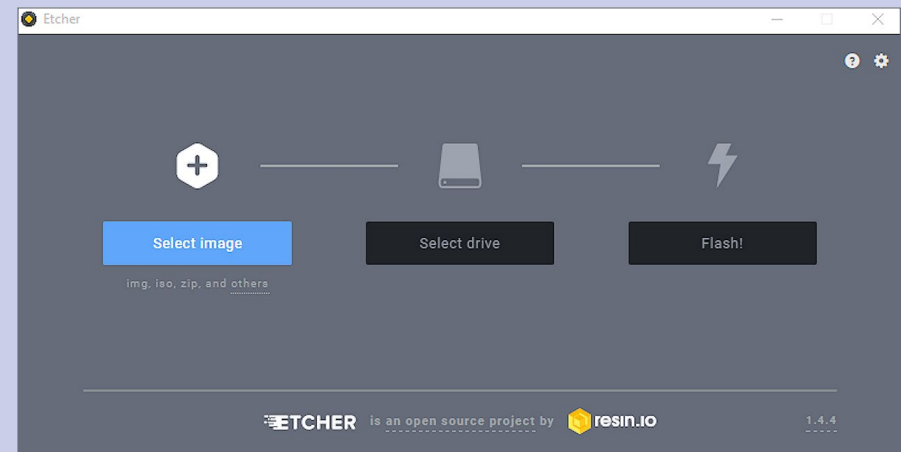 Etcher
Select image
Select drive
Flash!
img, iso, zip, and others
ETCHER is an open source project by resin.io
1.4.4